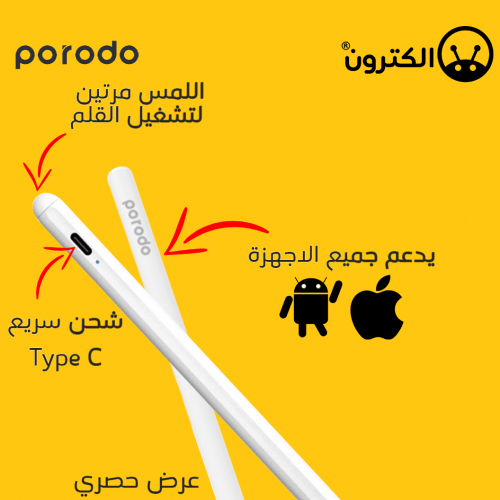 porodo
الكترون®
اللمس مرتين
لتشغيل القلم
porodo
يدعم جميع الاجهزة
شحن سريع
Type C
عرض حصري